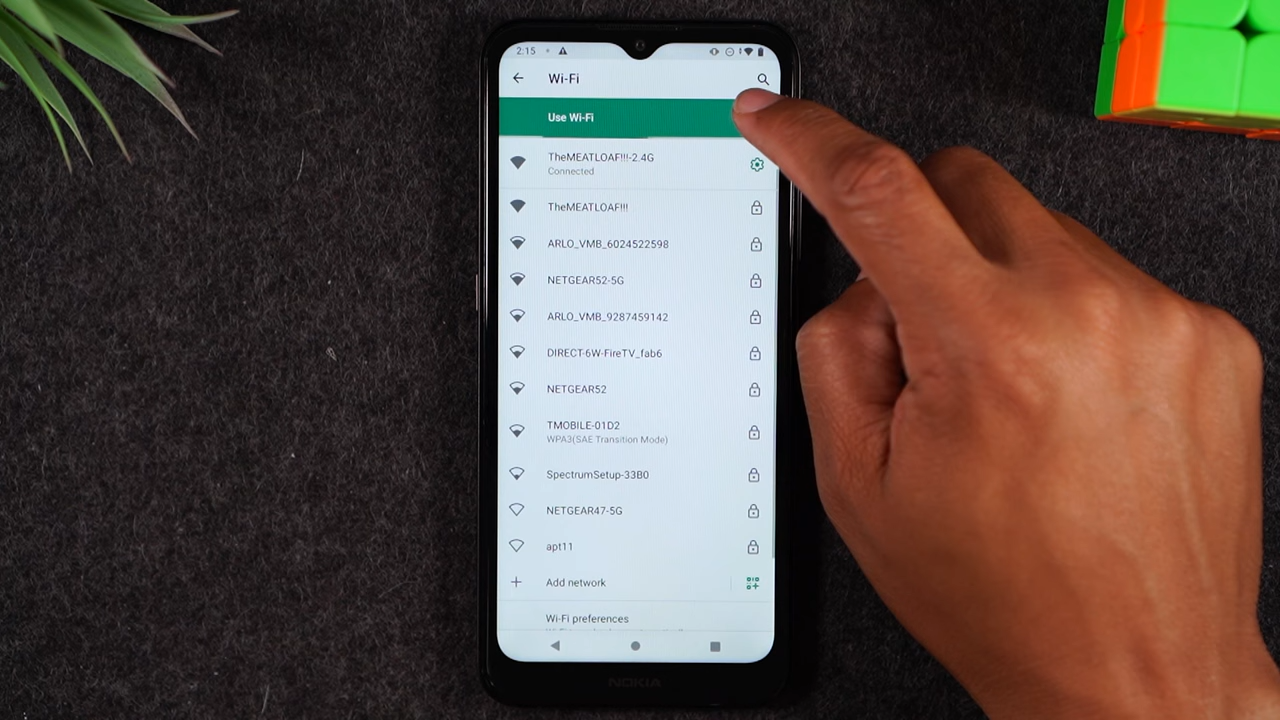 2:15
Wi-Fi
Use Wi-Fi
TheMEATLOAF!!!-2.4G
Connected
TheMEATLOAF!!!
ARLO_VMB_6024522598
NETGEAR52-5G
ARLO_VMB_9287459142
DIRECT-6W-FireTV_fab6
NETGEAR52
TMOBILE-01D2
WPA3(SAE Transition Mode)
SpectrumSetup-33B0
NETGEAR47-5G
apt11
Add network
Wi-Fi preferences
NOKIA